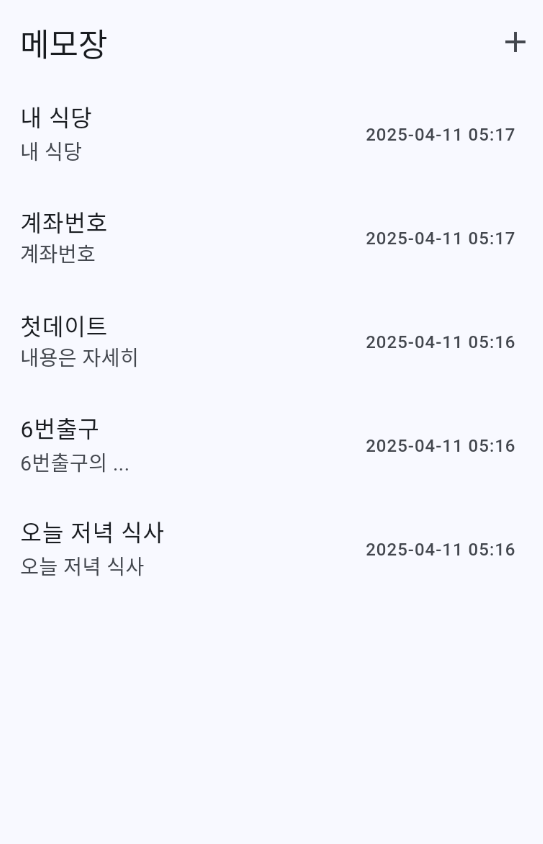 메모장
내 식당
내 식당
2025-04-11 05:17
계좌번호
계좌번호
2025-04-11 05:17
첫데이트
내용은 자세히
2025-04-11 05:16
6번출구
6번출구의 ...
2025-04-11 05:16
오늘 저녁 식사
오늘 저녁 식사
2025-04-11 05:16